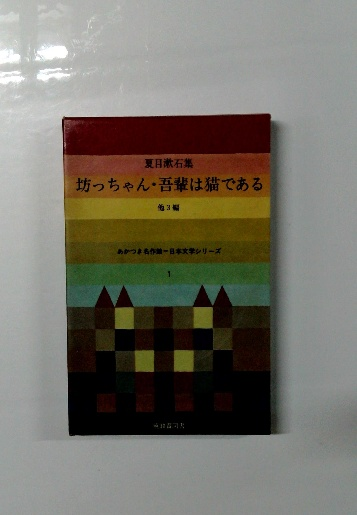 夏目漱石集
坊っちゃん・吾輩は猫である
他3編
あかつき名作館=日本文学シリーズ
1